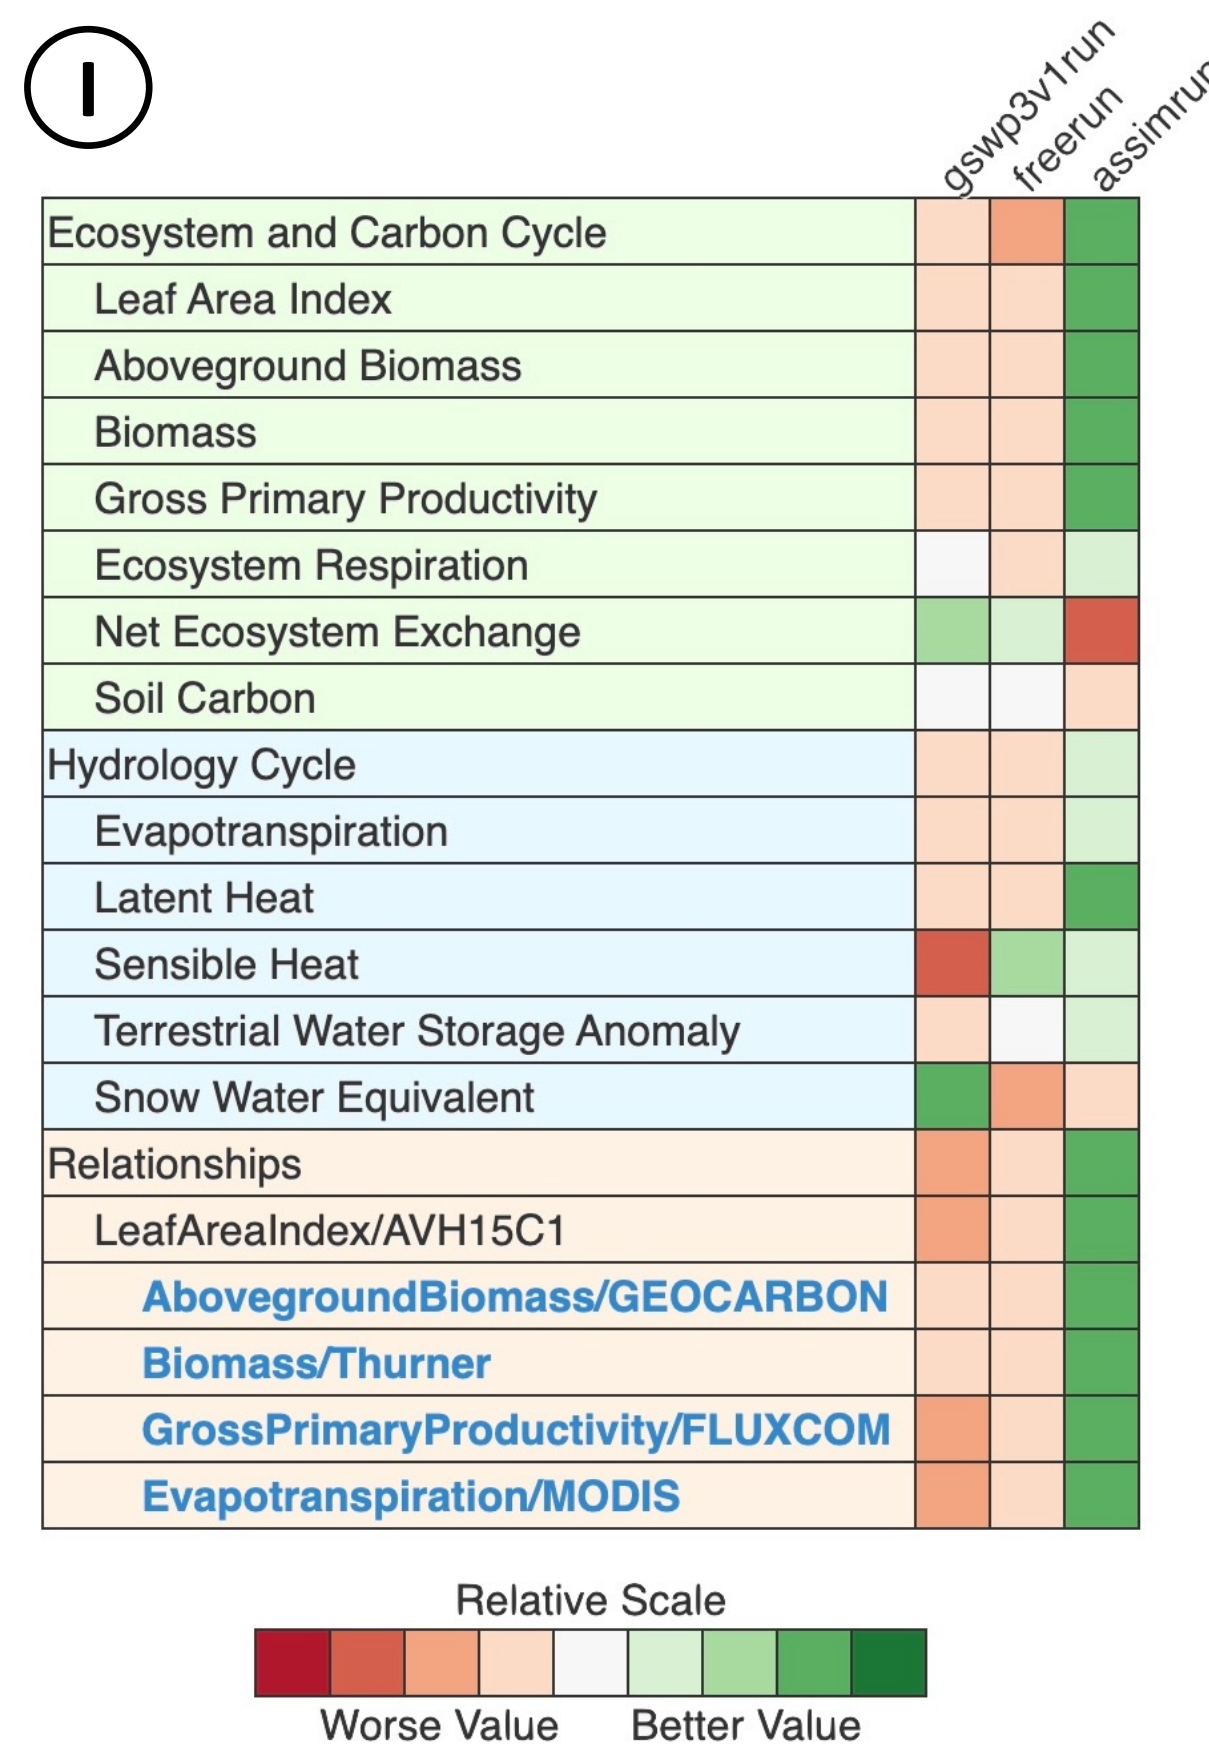 I
gswp3v1run
freerun
assimrun
Ecosystem and Carbon Cycle
Leaf Area Index
Aboveground Biomass
Biomass
Gross Primary Productivity
Ecosystem Respiration
Net Ecosystem Exchange
Soil Carbon
Hydrology Cycle
Evapotranspiration
Latent Heat
Sensible Heat
Terrestrial Water Storage Anomaly
Snow Water Equivalent
Relationships
LeafAreaIndex/AVH15C1
AbovegroundBiomass/GEOCARBON
Biomass/Thurner
GrossPrimaryProductivity/FLUXCOM
Evapotranspiration/MODIS
Relative Scale
Worse Value Better Value